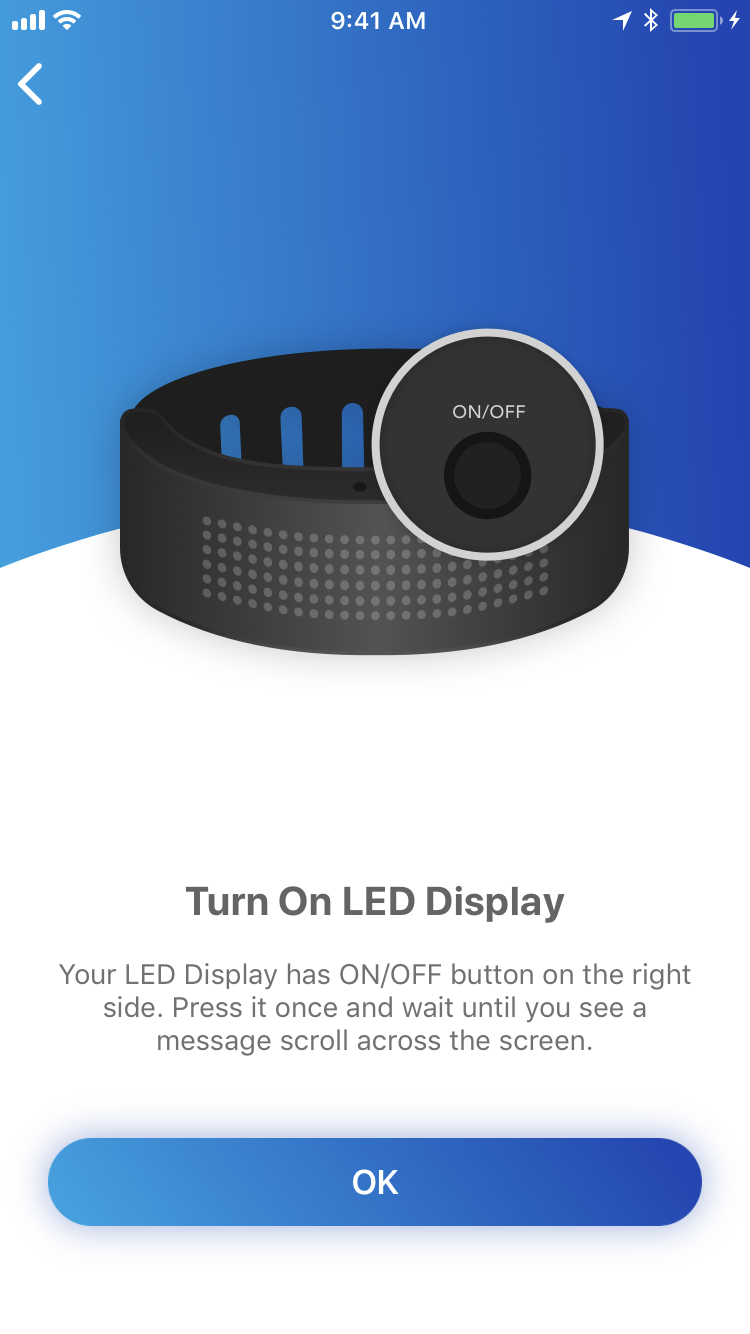 9:41 AM
ON/OFF
Turn On LED Display
Your LED Display has ON/OFF button on the right
side. Press it once and wait until you see a
message scroll across the screen.
OK